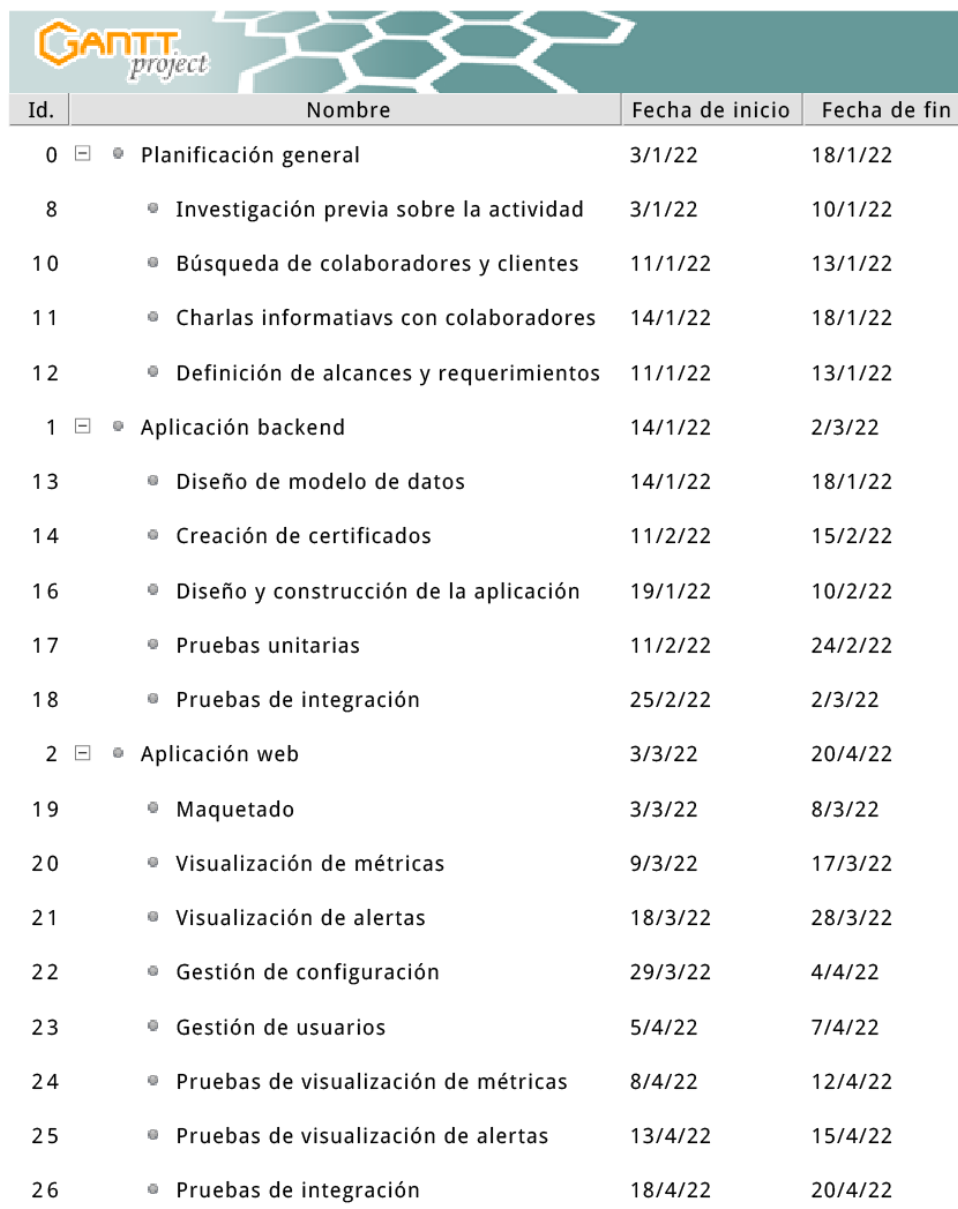 GANTT
project
Id. Nombre Fecha de inicio Fecha de fin
0 Planificación general 3/1/22 18/1/22
8 Investigación previa sobre la actividad 3/1/22 10/1/22
10 Búsqueda de colaboradores y clientes 11/1/22 13/1/22
11 Charlas informatiavs con colaboradores 14/1/22 18/1/22
12 Definición de alcances y requerimientos 11/1/22 13/1/22
1 Aplicación backend 14/1/22 2/3/22
13 Diseño de modelo de datos 14/1/22 18/1/22
14 Creación de certificados 11/2/22 15/2/22
16 Diseño y construcción de la aplicación 19/1/22 10/2/22
17 Pruebas unitarias 11/2/22 24/2/22
18 Pruebas de integración 25/2/22 2/3/22
2 Aplicación web 3/3/22 20/4/22
19 Maquetado 3/3/22 8/3/22
20 Visualización de métricas 9/3/22 17/3/22
21 Visualización de alertas 18/3/22 28/3/22
22 Gestión de configuración 29/3/22 4/4/22
23 Gestión de usuarios 5/4/22 7/4/22
24 Pruebas de visualización de métricas 8/4/22 12/4/22
25 Pruebas de visualización de alertas 13/4/22 15/4/22
26 Pruebas de integración 18/4/22 20/4/22